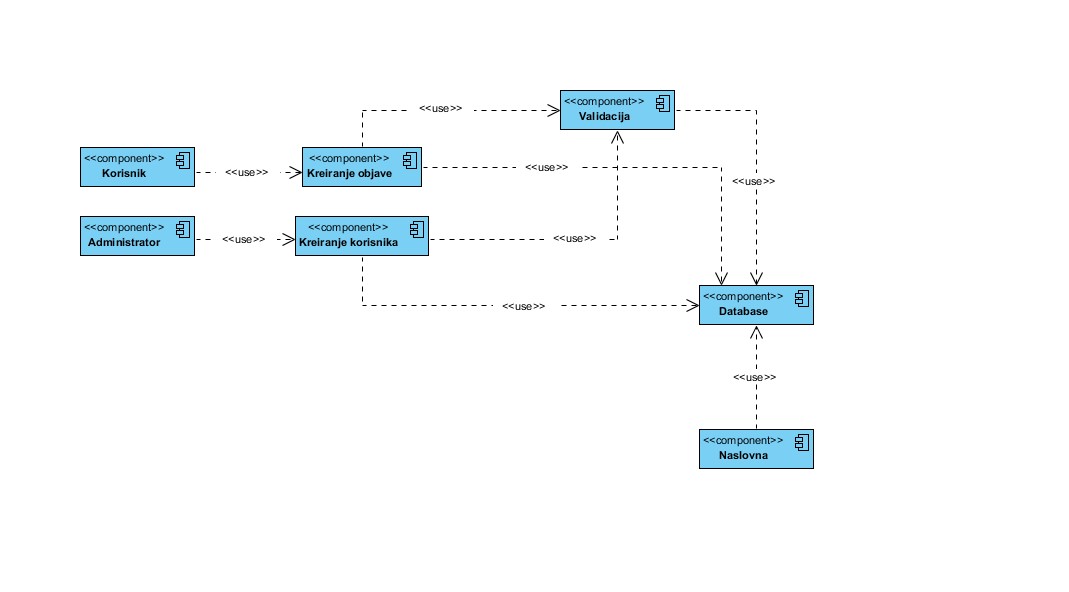 <<component>>
Validacija
<<use>>
<<component>>
Korisnik
<<use>>
<<component>>
Kreiranje objave
<<use>>
<<use>>
<<component>>
Administrator
<<use>>
<<component>>
Kreiranje korisnika
<<use>>
<<use>>
<<component>>
Database
<<use>>
<<component>>
Naslovna